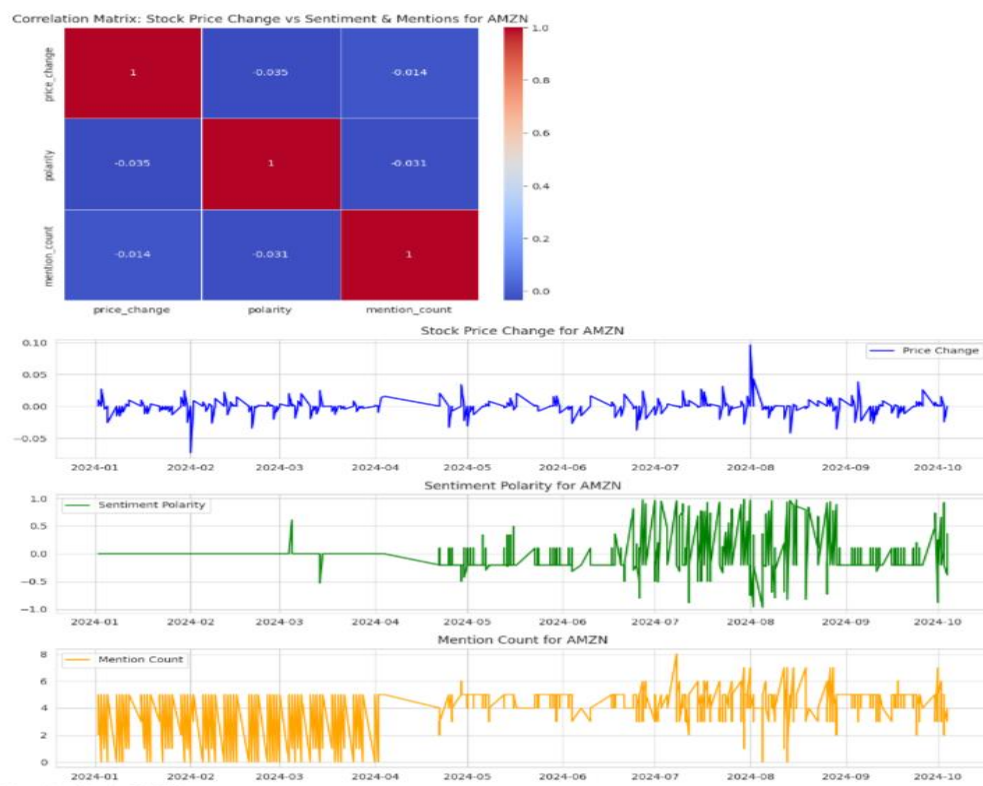 Correlation Matrix: Stock Price Change vs Sentiment & Mentions for AMZN
price_change
1
-0.035
-0.014
polarity
-0.035
1
-0.031
mention_count
-0.014
-0.031
1
price_change polarity mention_count
1.0
0.8
0.6
0.4
0.2
0.0
Stock Price Change for AMZN
Price Change
0.10
0.05
0.00
-0.05
2024-01 2024-02 2024-03 2024-04 2024-05 2024-06 2024-07 2024-08 2024-09 2024-10
Sentiment Polarity for AMZN
Sentiment Polarity
1.0
0.5
0.0
-0.5
-1.0
2024-01 2024-02 2024-03 2024-04 2024-05 2024-06 2024-07 2024-08 2024-09 2024-10
Mention Count for AMZN
Mention Count
8
6
4
2
0
2024-01 2024-02 2024-03 2024-04 2024-05 2024-06 2024-07 2024-08 2024-09 2024-10